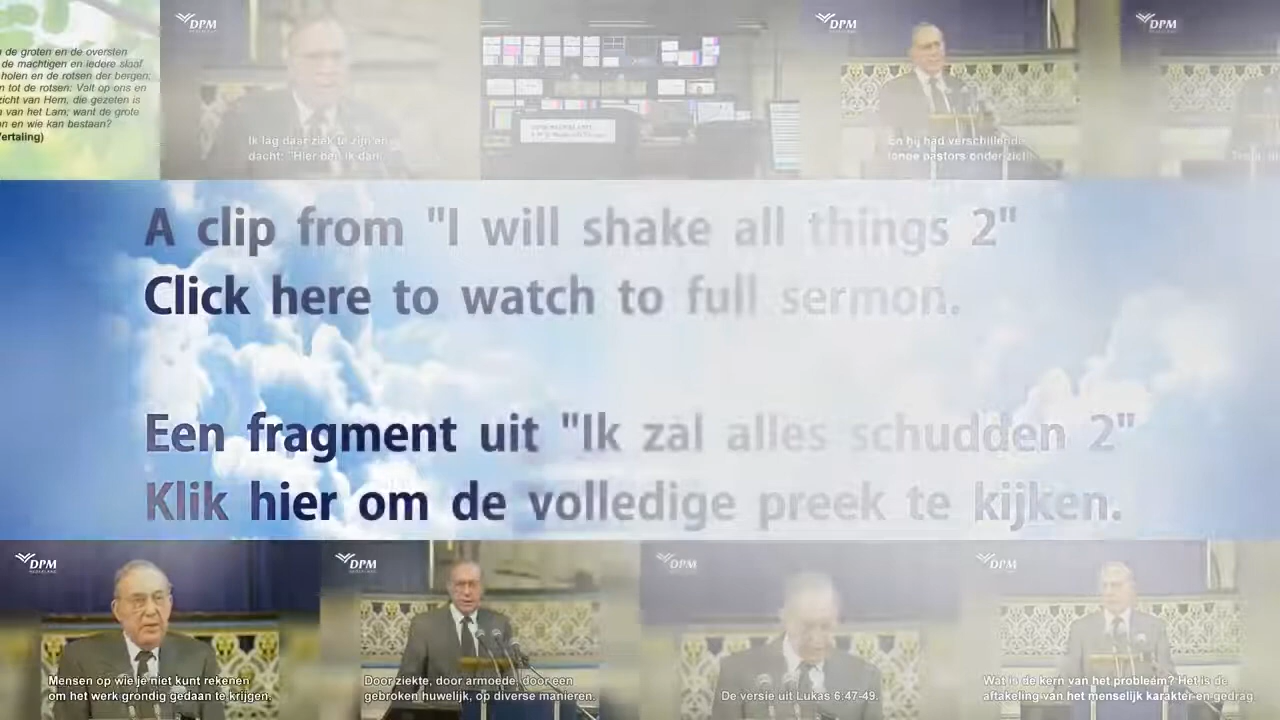 de groten en de oversten
de machtigen en iedere slaaf
holen en de rotsen der bergen;
tot de rotsen: Valt op ons en
zicht van Hem, die gezeten is
van het Lam; want de grote
en wie kan bestaan?
DPM
Ik lag daar ziek te zijn en
dacht: "Hier ben ik dan
DPM
En hij had verschillende
jonge pastors onder zich
DPM
A clip from "I will shake all things 2"
Click here to watch to full sermon.
Een fragment uit "Ik zal alles schudden 2"
Klik hier om de volledige preek te kijken.
DPM
NEDERLAND
Mensen op wie je niet kunt rekenen
om het werk grondig gedaan te krijgen.
DPM
NEDERLAND
Door ziekte, door armoede, door een
gebroken huwelijk, op diverse manieren.
DPM
NEDERLAND
De versie uit Lukas 6:47-49.
DPM
NEDERLAND
Wat is de kern van het probleem? Het is de
aftakeling van het menselijk karakter en gedrag